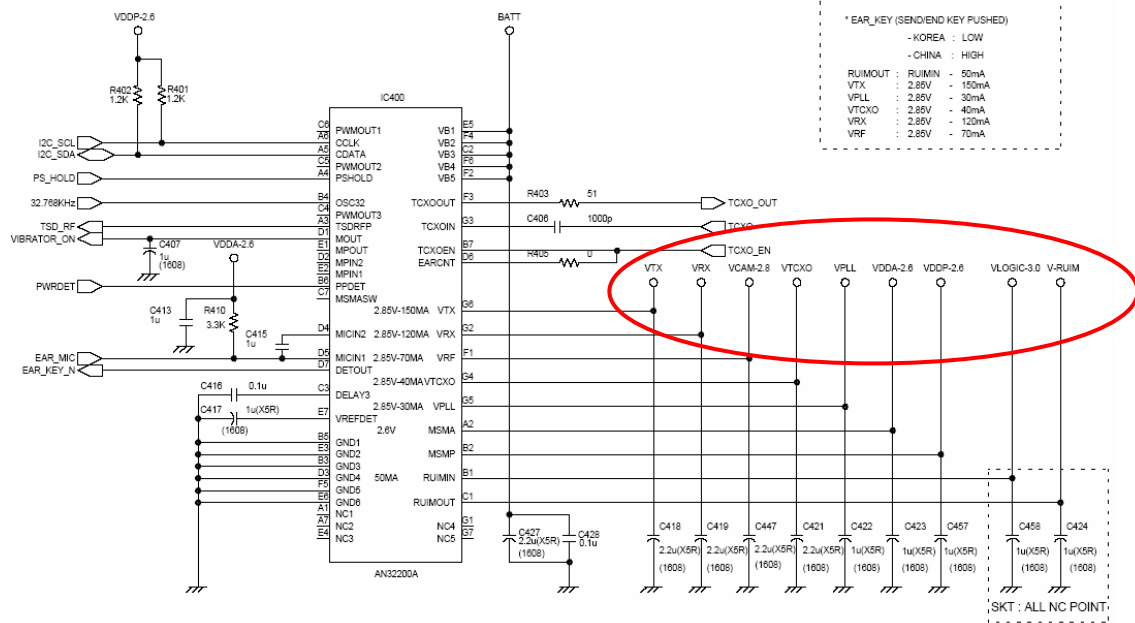 VDDP-2.6
BATT
* EAR_KEY (SEND/END KEY PUSHED)
- KOREA : LOW
- CHINA : HIGH
RUIMOUT : RUIMIN - 50mA
VTX : 2.85V - 150mA
VPLL : 2.85V - 30mA
VTCXO : 2.85V - 40mA
VRX : 2.85V - 120mA
VRF : 2.85V - 70mA
R402
1.2K
R401
1.2K
IC400
I2C_SCL
I2C_SDA
PS_HOLD
32.768KHz
TSD_RF
VIBRATOR_ON
C407
1u
(1608)
VDDA-2.6
PWRDET
C413
1u
R410
3.3K
C415
1u
EAR_MIC
EAR_KEY_N
C416
0.1u
C417
1u(X5R)
(1608)
C6 PWMOUT1
A6 CCLK
A5 CDATA
C5 PWMOUT2
A4 PSHOLD
B4 OSC32
C4 PWMOUT3
A3 TSDRFP
D1 MOUT
E1 MPOUT
D2 MPIN2
E2 MPIN1
B6 PPDET
C7 MSMASW
D4 MICIN2
D5 MICIN1
D7 DETOUT
C3 DELAY3
E7 VREFDET
B5 GND1
E3 GND2
B3 GND3
D3 GND4
F5 GND5
E6 GND6
A1 NC1
A7 NC2
E4 NC3
VB1 E5
VB2 F4
VB3 C2
VB4 F6
VB5 F2
TCXOOUT F3
TCXOIN G3
TCXOEN B7
EARCNT D6
2.85V-150MA VTX G6
2.85V-120MA VRX G2
2.85V-70MA VRF F1
2.85V-40MA VTCXO G4
2.85V-30MA VPLL G5
2.6V MSMA A2
MSMP B2
50MA RUIMIN B1
RUIMOUT C1
NC4 G1
NC5 G7
AN32200A
R403 51
TCXO_OUT
C406 1000p
TCXO_EN
R405 0
VTX VRX VCAM-2.8 VTCXO VPLL VDDA-2.6 VDDP-2.6 VLOGIC-3.0 V-RUIM
C427
2.2u(X5R)
(1608)
C428
0.1u
C418
2.2u(X5R)
(1608)
C419
2.2u(X5R)
(1608)
C447
2.2u(X5R)
(1608)
C421
2.2u(X5R)
(1608)
C422
1u(X5R)
(1608)
C423
1u(X5R)
(1608)
C457
1u(X5R)
(1608)
C458
1u(X5R)
(1608)
C424
1u(X5R)
(1608)
SKT : ALL NC POINT